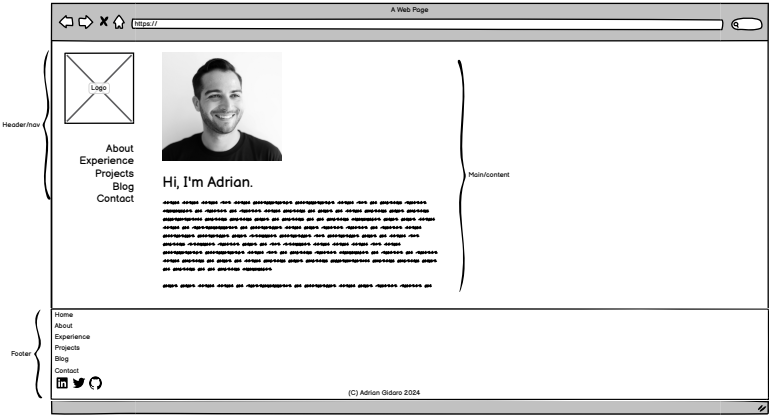 A Web Page
https://
Logo
Header/nav
About
Experience
Projects
Blog
Contact
Hi, I'm Adrian.
Main/content
Home
About
Experience
Projects
Blog
Contact
Footer
(C) Adrian Gidaro 2024